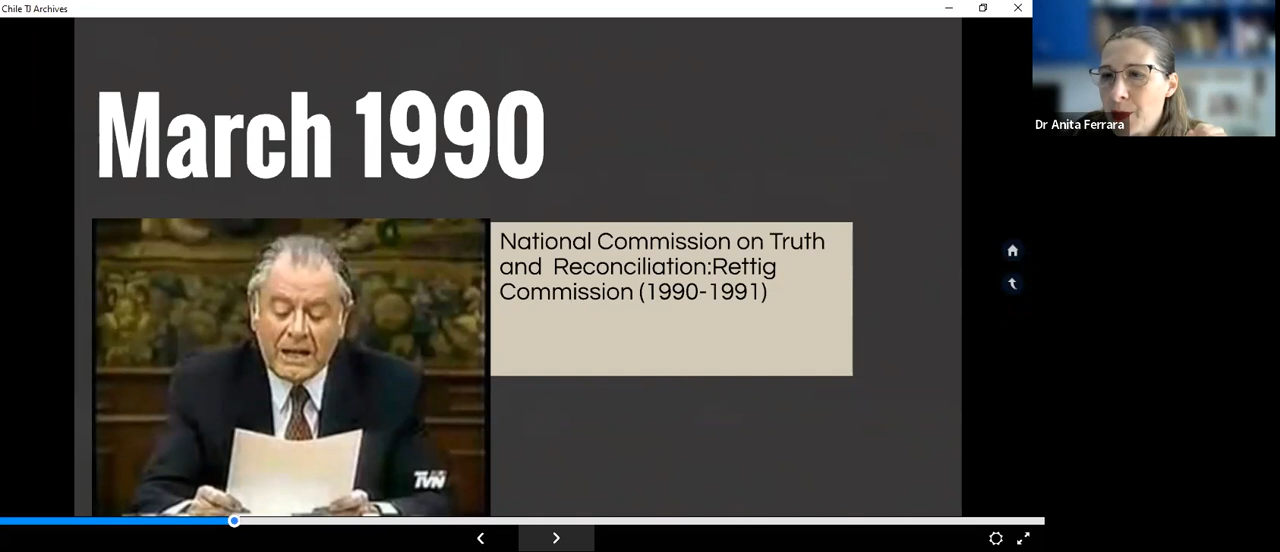 Chile TJ Archives
March 1990
National Commission on Truth
and  Reconciliation:Rettig
Commission (1990-1991)
TVN
Dr Anita Ferrara